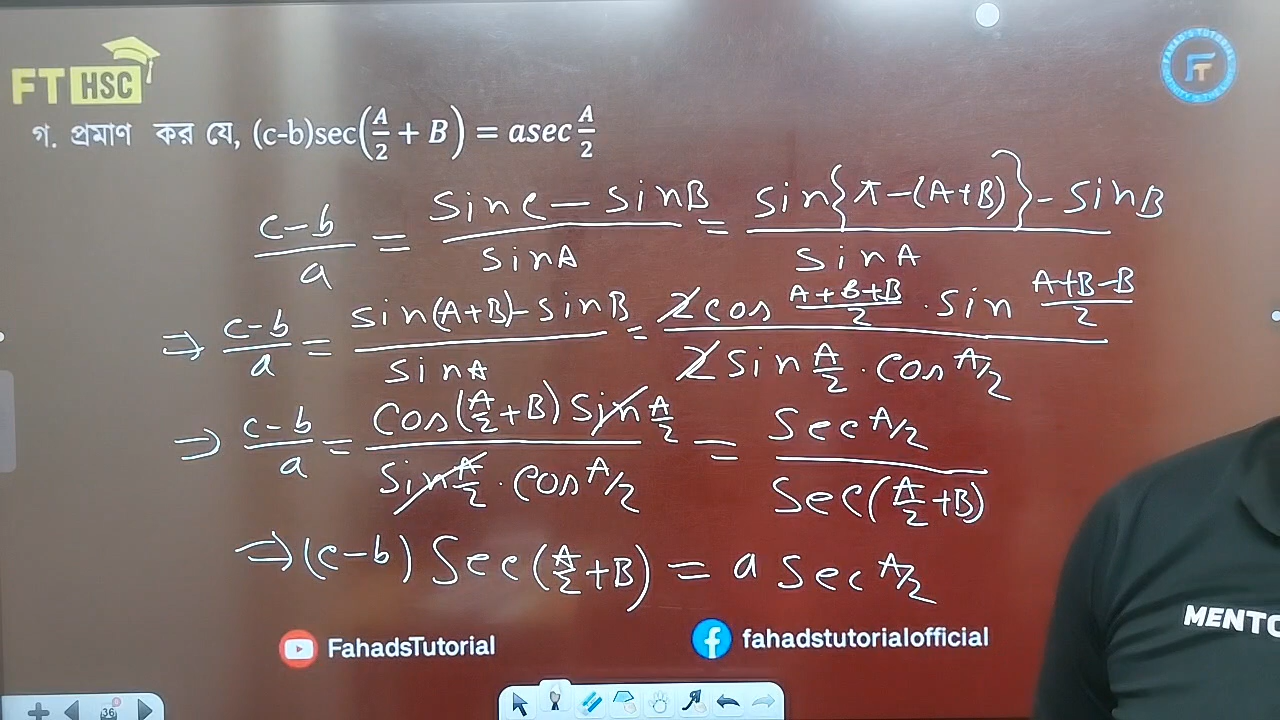 FT HSC
গ. প্রমাণ কর যে, (c-b)sec(A/2 + B) = asec A/2
(c-b)/a = (sinC - sinB)/sinA = (sin{π-(A+B)} - sinB)/sinA
⇒ (c-b)/a = (sin(A+B) - sinB)/sinA = (2cos (A+B+B)/2 . sin (A+B-B)/2)/(2sin A/2 . cos A/2)
⇒ (c-b)/a = (cos(A/2+B) sin A/2)/(sin A/2 . cos A/2) = (sec A/2)/(sec(A/2+B))
⇒ (c-b) sec(A/2+B) = a sec A/2
FahadsTutorial
fahadstutorialofficial
MENTO
36